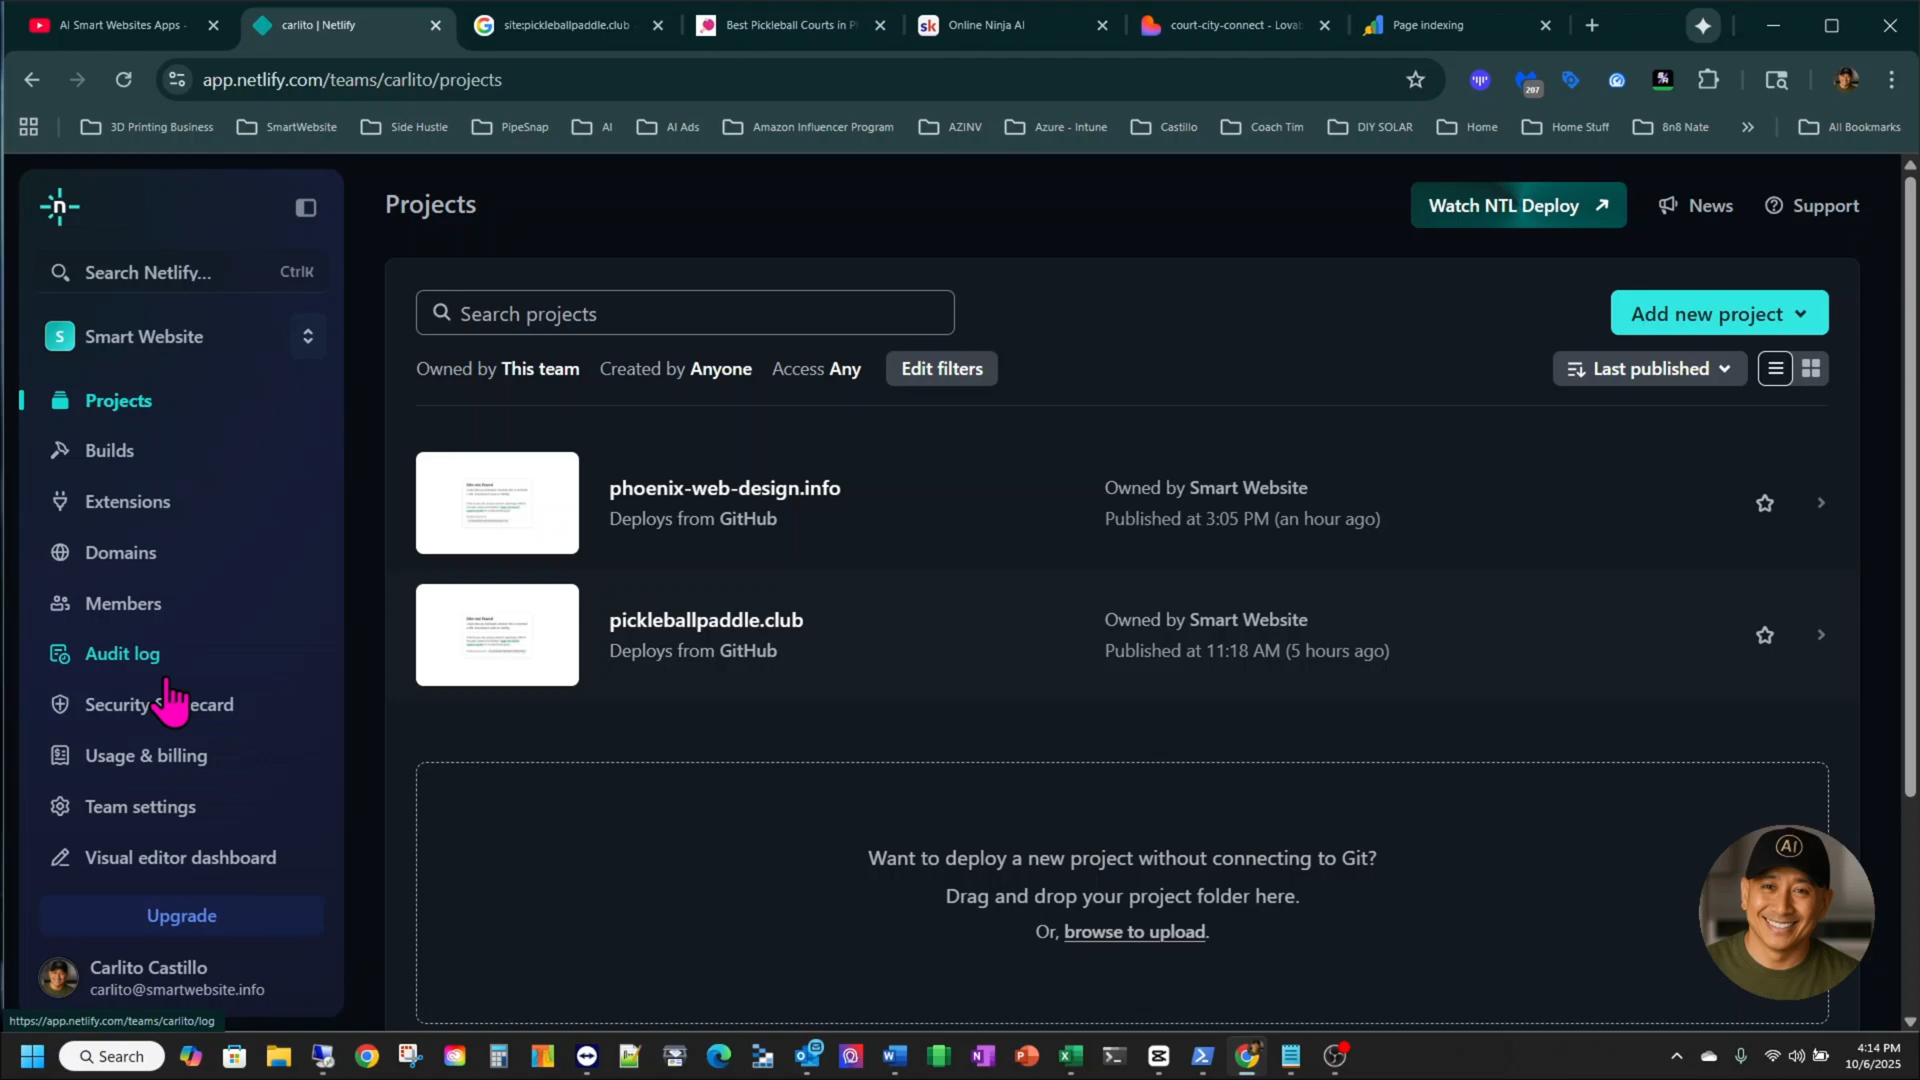 AI Smart Websites Apps -
carlito | Netlify
site:pickleballpaddle.club
Best Pickleball Courts in P
sk
Online Ninja AI
court-city-connect - Lovab
Page indexing
app.netlify.com/teams/carlito/projects
207
3D Printing Business
SmartWebsite
Side Hustle
PipeSnap
AI
AI Ads
Amazon Influencer Program
AZINV
Azure - Intune
Castillo
Coach Tim
DIY SOLAR
Home
Home Stuff
8n8 Nate
All Bookmarks
Projects
Watch NTL Deploy
News
Support
Search Netlify...
CtrlK
Search projects
Add new project
S
Smart Website
Owned by This team
Created by Anyone
Access Any
Edit filters
Last published
Projects
Builds
Extensions
Domains
Members
Audit log
Security ecard
Usage & billing
Team settings
Visual editor dashboard
Upgrade
Carlito Castillo
carlito@smartwebsite.info
https://app.netlify.com/teams/carlito/log
phoenix-web-design.info
Deploys from GitHub
Owned by Smart Website
Published at 3:05 PM (an hour ago)
pickleballpaddle.club
Deploys from GitHub
Owned by Smart Website
Published at 11:18 AM (5 hours ago)
Want to deploy a new project without connecting to Git?
Drag and drop your project folder here.
Or, browse to upload.
AI
Search
4:14 PM
10/6/2025